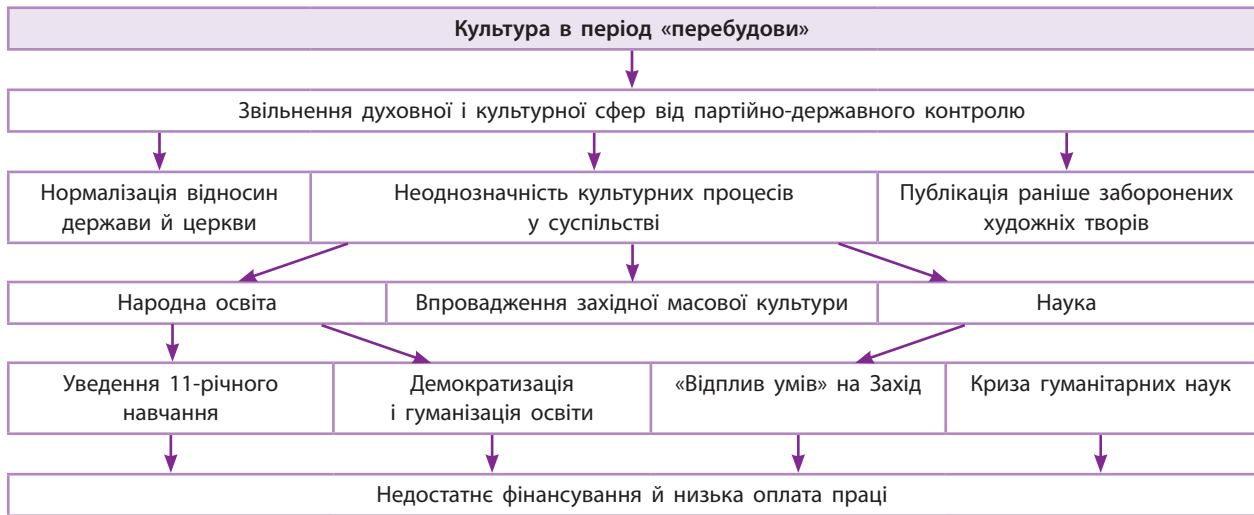 Культура в період «перебудови»
Звільнення духовної і культурної сфер від партійно-державного контролю
Нормалізація відносин
держави й церкви
Неоднозначність культурних процесів
у суспільстві
Публікація раніше заборонених
художніх творів
Народна освіта
Впровадження західної масової культури
Наука
Уведення 11-річного
навчання
Демократизація
і гуманізація освіти
«Відплив умів» на Захід
Криза гуманітарних наук
Недостатнє фінансування й низька оплата праці